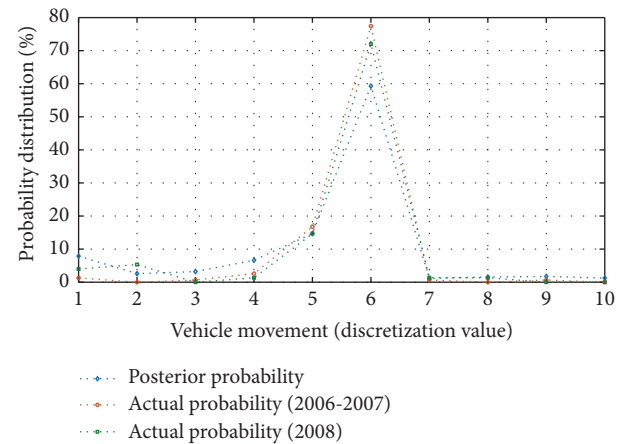 80
70
60
50
40
30
20
10
0
Probability distribution (%)
1 2 3 4 5 6 7 8 9 10
Vehicle movement (discretization value)
Posterior probability
Actual probability (2006-2007)
Actual probability (2008)